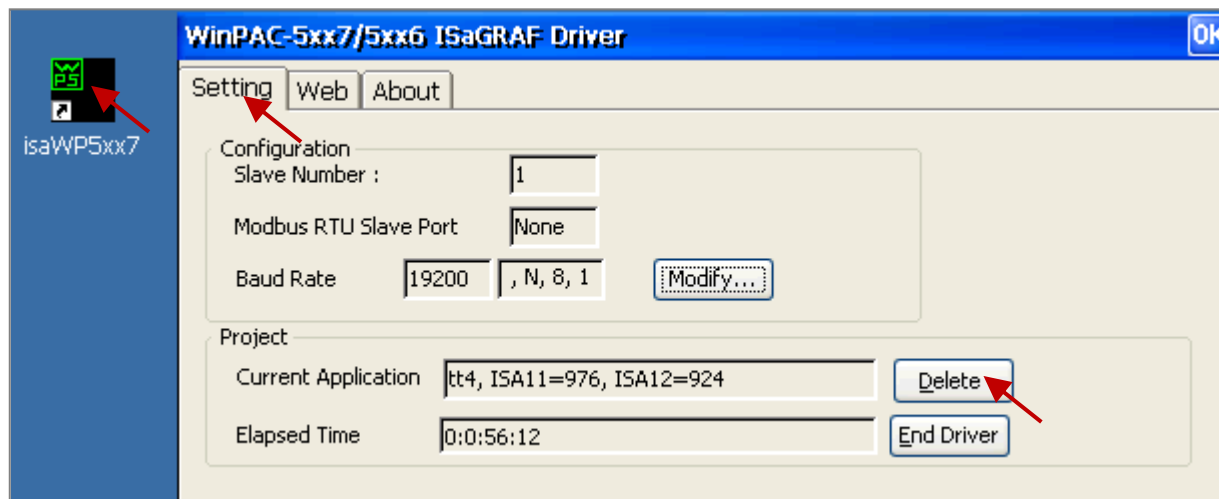 WinPAC-5xx7/5xx6 ISaGRAF Driver
OK
WPS
isaWP5xx7
Setting
Web
About
Configuration
Slave Number :
1
Modbus RTU Slave Port
None
Baud Rate
19200
, N, 8, 1
Modify...
Project
Current Application
tt4, ISA11=976, ISA12=924
Delete
Elapsed Time
0:0:56:12
End Driver